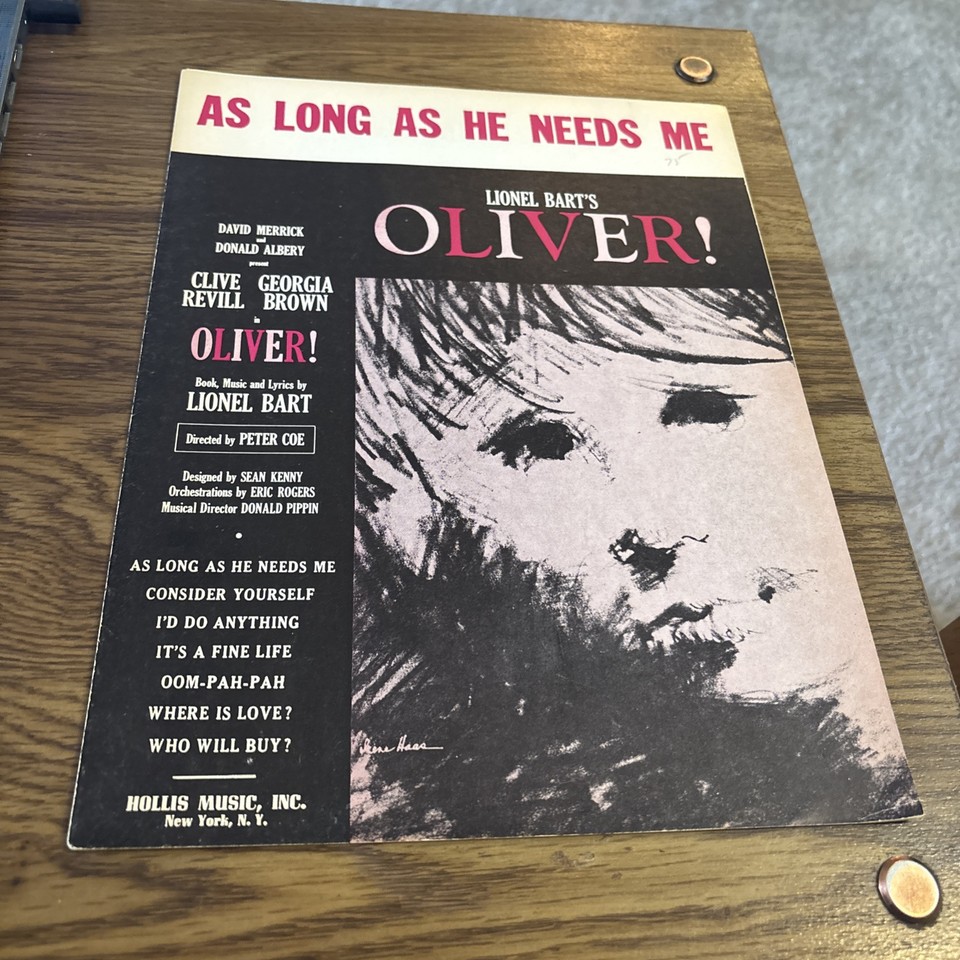 AS LONG AS HE NEEDS ME
75
LIONEL BART'S
OLIVER!
DAVID MERRICK
and
DONALD ALBERY
present
CLIVE GEORGIA
REVILL BROWN
in
OLIVER!
Book, Music and Lyrics by
LIONEL BART
Directed by PETER COE
Designed by SEAN KENNY
Orchestrations by ERIC ROGERS
Musical Director DONALD PIPPIN
AS LONG AS HE NEEDS ME
CONSIDER YOURSELF
I'D DO ANYTHING
IT'S A FINE LIFE
OOM-PAH-PAH
WHERE IS LOVE?
WHO WILL BUY?
HOLLIS MUSIC, INC.
New York, N. Y.
Irene Haas